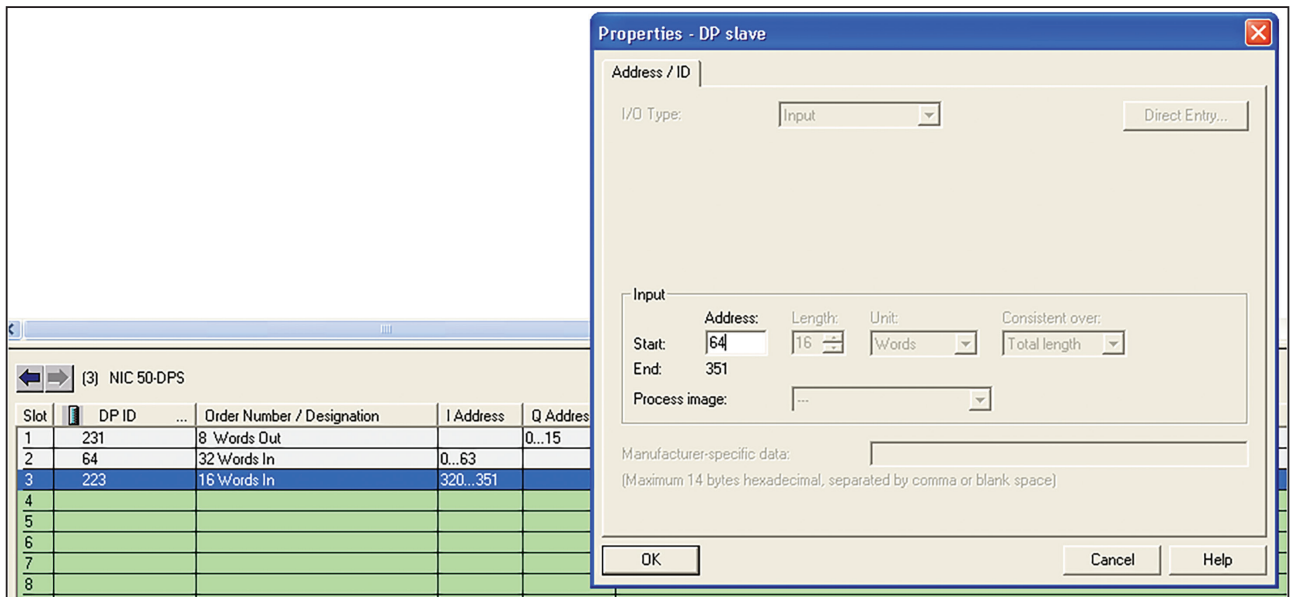 Properties - DP slave
Address / ID
I/O Type: Input Direct Entry...
Input
Address: Length: Unit: Consistent over:
Start: 64 16 Words Total length
End: 351
Process image: ---
Manufacturer-specific data:
(Maximum 14 bytes hexadecimal, separated by comma or blank space)
OK Cancel Help
(3) NIC 50-DPS
Slot DP ID ... Order Number / Designation I Address Q Addres
1 231 8 Words Out 0...15
2 64 32 Words In 0...63
3 223 16 Words In 320...351
4
5
6
7
8